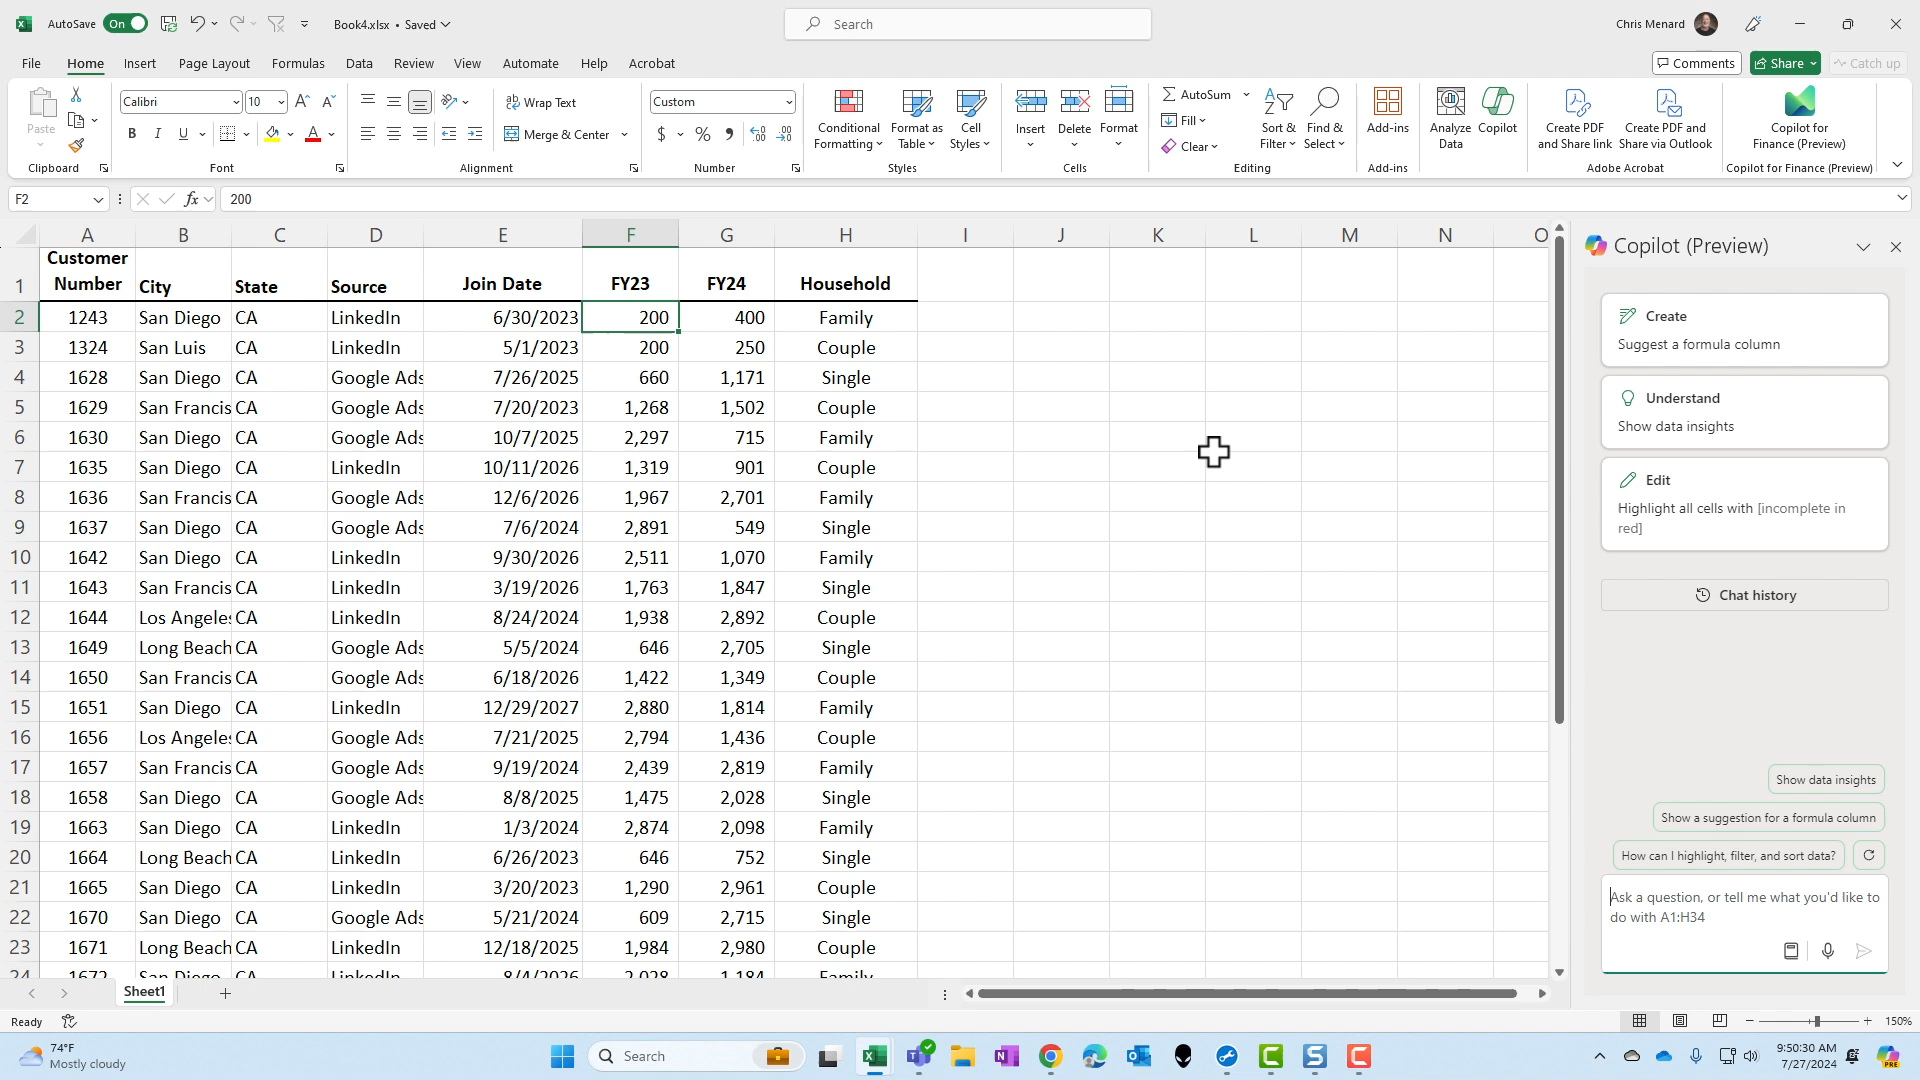 AutoSave On Book4.xlsx • Saved Search Chris Menard
File Home Insert Page Layout Formulas Data Review View Automate Help Acrobat Comments Share Catch up
Paste Calibri 10 A A Wrap Text Custom Conditional Formatting Format as Table Cell Styles Insert Delete Format AutoSum Fill Clear Sort & Filter Find & Select Add-ins Analyze Data Copilot Create PDF and Share link Create PDF and Share via Outlook Copilot for Finance (Preview)
B I U A Merge & Center $ %
Clipboard Font Alignment Number Styles Cells Editing Add-ins Adobe Acrobat Copilot for Finance (Preview)
F2 fx 200
A B C D E F G H I J K L M N O
1 Customer Number City State Source Join Date FY23 FY24 Household
2 1243 San Diego CA LinkedIn 6/30/2023 200 400 Family
3 1324 San Luis CA LinkedIn 5/1/2023 200 250 Couple
4 1628 San Diego CA Google Ads 7/26/2025 660 1,171 Single
5 1629 San Francis CA Google Ads 7/20/2023 1,268 1,502 Couple
6 1630 San Diego CA Google Ads 10/7/2025 2,297 715 Family
7 1635 San Diego CA LinkedIn 10/11/2026 1,319 901 Couple
8 1636 San Francis CA Google Ads 12/6/2026 1,967 2,701 Family
9 1637 San Diego CA Google Ads 7/6/2024 2,891 549 Single
10 1642 San Diego CA LinkedIn 9/30/2026 2,511 1,070 Family
11 1643 San Francis CA LinkedIn 3/19/2026 1,763 1,847 Single
12 1644 Los Angeles CA LinkedIn 8/24/2024 1,938 2,892 Couple
13 1649 Long Beach CA Google Ads 5/5/2024 646 2,705 Single
14 1650 San Francis CA Google Ads 6/18/2026 1,422 1,349 Couple
15 1651 San Diego CA LinkedIn 12/29/2027 2,880 1,814 Family
16 1656 Los Angeles CA Google Ads 7/21/2025 2,794 1,436 Couple
17 1657 San Francis CA Google Ads 9/19/2024 2,439 2,819 Family
18 1658 San Diego CA Google Ads 8/8/2025 1,475 2,028 Single
19 1663 San Diego CA LinkedIn 1/3/2024 2,874 2,098 Family
20 1664 Long Beach CA LinkedIn 6/26/2023 646 752 Single
21 1665 San Diego CA LinkedIn 3/20/2023 1,290 2,961 Couple
22 1670 San Diego CA Google Ads 5/21/2024 609 2,715 Single
23 1671 Long Beach CA LinkedIn 12/18/2025 1,984 2,980 Couple
24 1672 San Diego CA LinkedIn 8/4/2026 2,028 1,184 Family
Copilot (Preview)
Create
Suggest a formula column
Understand
Show data insights
Edit
Highlight all cells with [incomplete in
red]
Chat history
Show data insights
Show a suggestion for a formula column
How can I highlight, filter, and sort data?
Ask a question, or tell me what you'd like to
do with A1:H34
Sheet1
Ready 150%
74°F
Mostly cloudy
Search
9:50:30 AM
7/27/2024